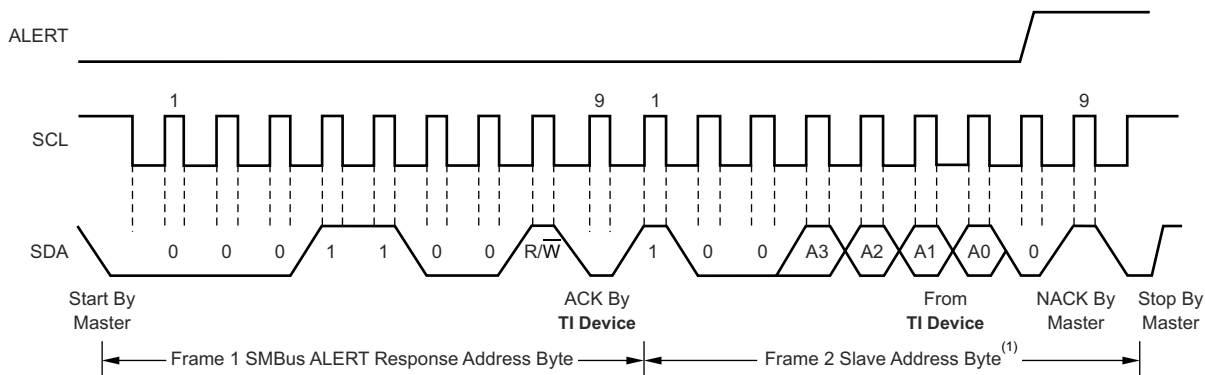 ALERT
1 9 1 9
SCL
SDA 0 0 0 1 1 0 0 R/W 1 0 0 A3 A2 A1 A0 0
Start By
Master
ACK By
TI Device
From
TI Device
NACK By
Master
Stop By
Master
Frame 1 SMBus ALERT Response Address Byte
Frame 2 Slave Address Byte(1)